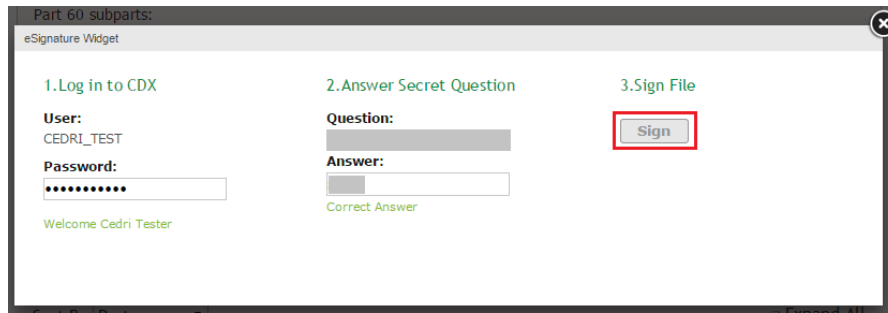 Part 60 subparts:
eSignature Widget
1.Log in to CDX
User:
CEDRI_TEST
Password:
Welcome Cedri Tester
2.Answer Secret Question
Question:
Answer:
Correct Answer
3.Sign File
Sign
Expand All